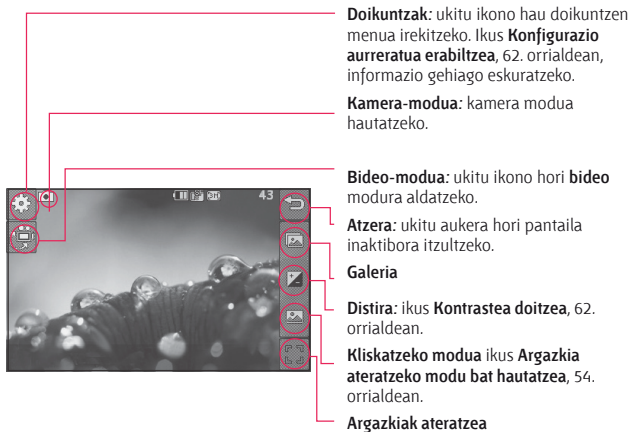 Doikuntzak: ukitu ikono hau doikuntzen
menua irekitzeko. Ikus Konfigurazio
aurreratua erabiltzea, 62. orrialdean,
informazio gehiago eskuratzeko.
Kamera-modua: kamera modua
hautatzeko.
Bideo-modua: ukitu ikono hori bideo
modura aldatzeko.
43
Atzera: ukitu aukera hori pantaila
inaktibora itzultzeko.
Galeria
Distira: ikus Kontrastea doitzea, 62.
orrialdean.
Kliskatzeko modua ikus Argazkia
ateratzeko modu bat hautatzea, 54.
orrialdean.
Argazkiak ateratzea